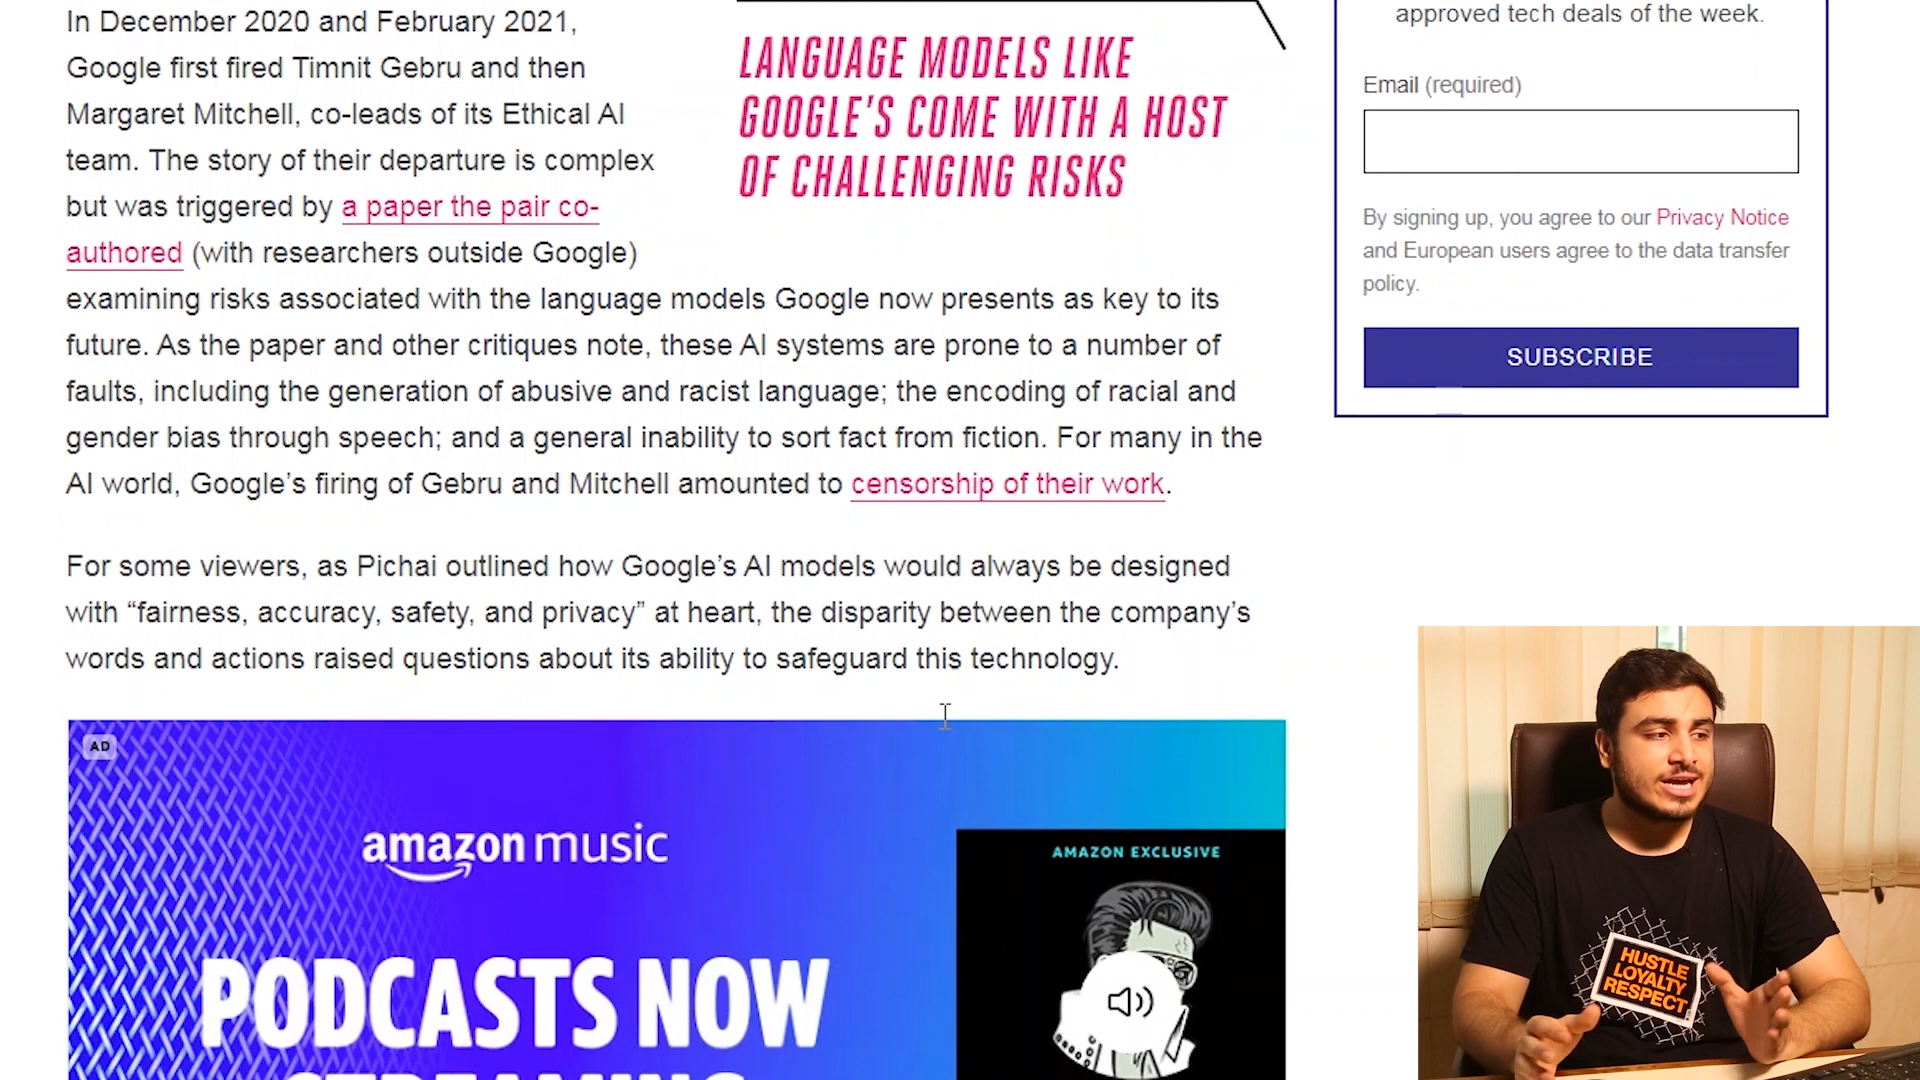 In December 2020 and February 2021,
Google first fired Timnit Gebru and then
Margaret Mitchell, co-leads of its Ethical AI
team. The story of their departure is complex
but was triggered by a paper the pair co-
authored (with researchers outside Google)
examining risks associated with the language models Google now presents as key to its
future. As the paper and other critiques note, these AI systems are prone to a number of
faults, including the generation of abusive and racist language; the encoding of racial and
gender bias through speech; and a general inability to sort fact from fiction. For many in the
AI world, Google’s firing of Gebru and Mitchell amounted to censorship of their work.
For some viewers, as Pichai outlined how Google’s AI models would always be designed
with “fairness, accuracy, safety, and privacy” at heart, the disparity between the company’s
words and actions raised questions about its ability to safeguard this technology.
LANGUAGE MODELS LIKE
GOOGLE’S COME WITH A HOST
OF CHALLENGING RISKS
approved tech deals of the week.
Email (required)
By signing up, you agree to our Privacy Notice
and European users agree to the data transfer
policy.
SUBSCRIBE
AD
amazon music
PODCASTS NOW
STREAMING
AMAZON EXCLUSIVE
HUSTLE
LOYALTY
RESPECT